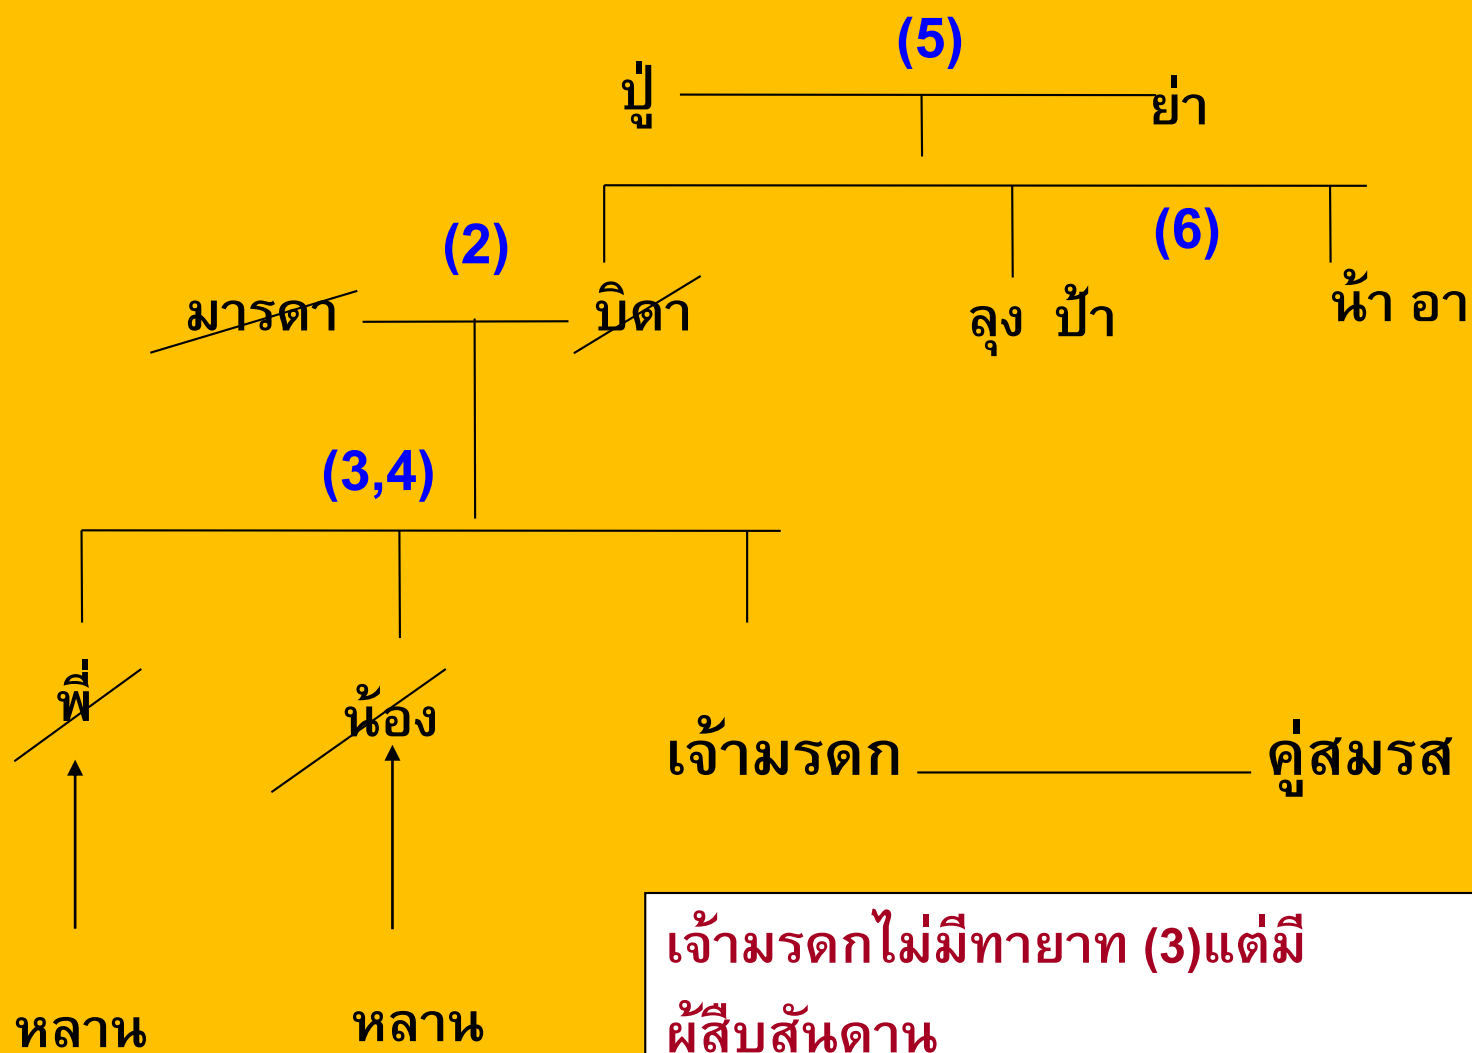 (5)
ปู่ ย่า
(2) (6)
มารดา บิดา ลุง ป้า น้า อา
(3,4)
พี่ น้อง เจ้ามรดก คู่สมรส
เจ้ามรดกไม่มีทายาท (3)แต่มี
ผู้สืบสันดาน
หลาน หลาน